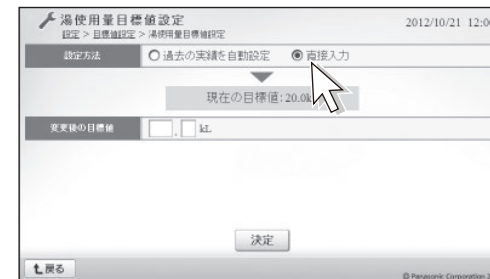 湯使用量目標値設定
2012/10/21 12:00
設定 > 目標値設定 > 湯使用量目標値設定
設定方法
過去の実績を自動設定 直接入力
現在の目標値:20.0
変更後の目標値 . kL
決定
戻る
© Panasonic Corporation